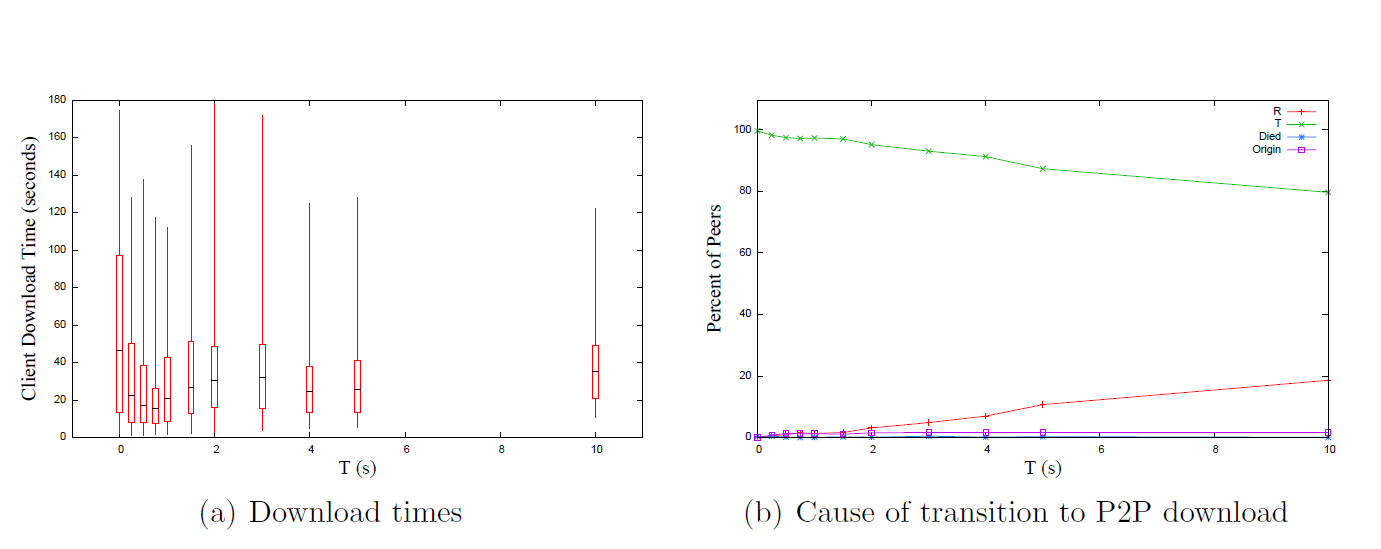 180
160
140
120
100
80
60
40
20
0
Client Download Time (seconds)
0 2 4 6 8 10
T (s)
(a) Download times
100
80
60
40
20
0
Percent of Peers
R
T
Died
Origin
0 2 4 6 8 10
T (s)
(b) Cause of transition to P2P download